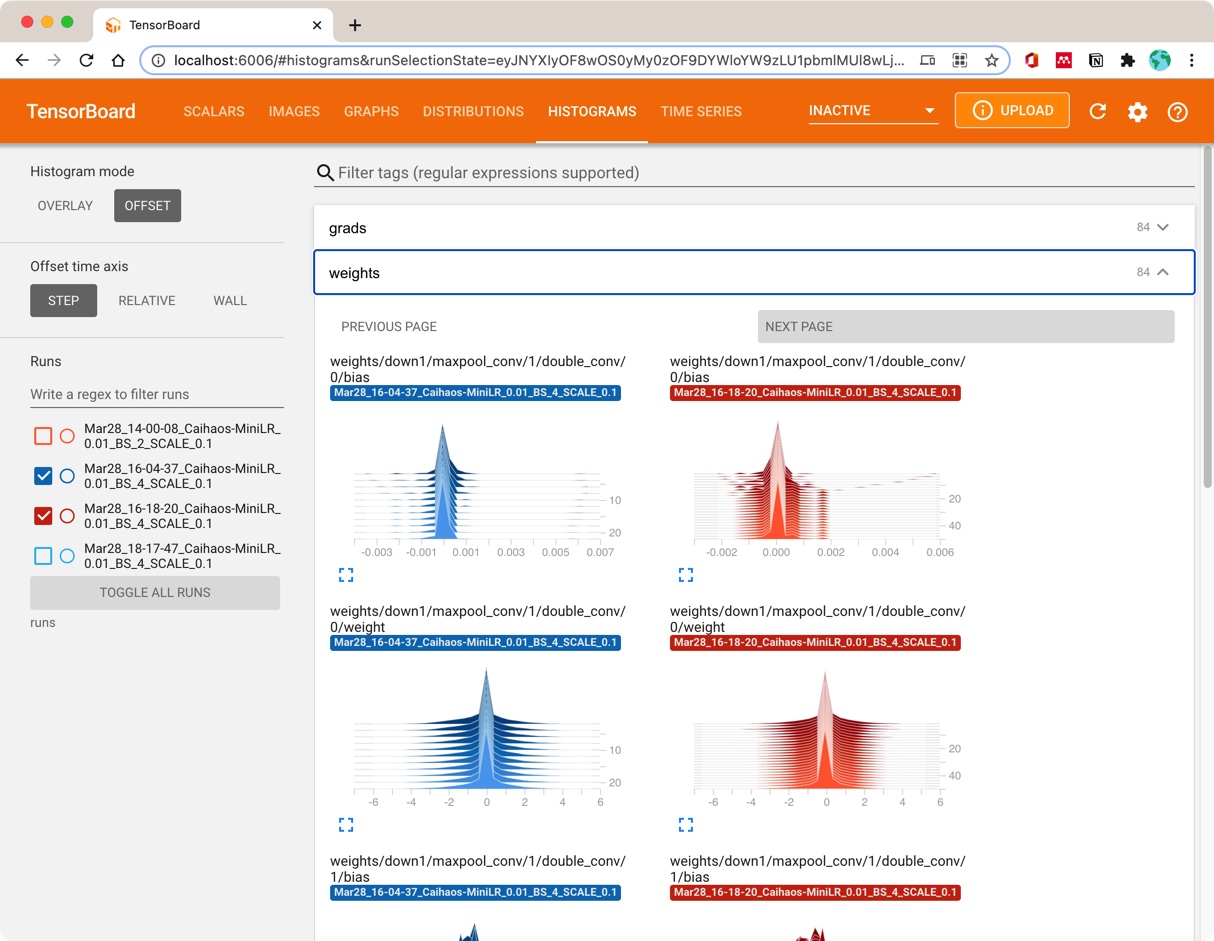 TensorBoard
localhost:6006/#histograms&runSelectionState=eyJNYXIyOF8wOS0yMy0zOF9DYWloYW9zLU1pbmlMUl8wLj...
TensorBoard
SCALARS
IMAGES
GRAPHS
DISTRIBUTIONS
HISTOGRAMS
TIME SERIES
INACTIVE
UPLOAD
Histogram mode
OVERLAY
OFFSET
Offset time axis
STEP
RELATIVE
WALL
Runs
Write a regex to filter runs
Mar28_14-00-08_Caihaos-MiniLR_
0.01_BS_2_SCALE_0.1
Mar28_16-04-37_Caihaos-MiniLR_
0.01_BS_4_SCALE_0.1
Mar28_16-18-20_Caihaos-MiniLR_
0.01_BS_4_SCALE_0.1
Mar28_18-17-47_Caihaos-MiniLR_
0.01_BS_4_SCALE_0.1
TOGGLE ALL RUNS
runs
Filter tags (regular expressions supported)
grads
84
weights
84
PREVIOUS PAGE
NEXT PAGE
weights/down1/maxpool_conv/1/double_conv/
0/bias
Mar28_16-04-37_Caihaos-MiniLR_0.01_BS_4_SCALE_0.1
10
20
-0.003 -0.001 0.001 0.003 0.005 0.007
weights/down1/maxpool_conv/1/double_conv/
0/bias
Mar28_16-18-20_Caihaos-MiniLR_0.01_BS_4_SCALE_0.1
20
40
-0.002 0.000 0.002 0.004 0.006
weights/down1/maxpool_conv/1/double_conv/
0/weight
Mar28_16-04-37_Caihaos-MiniLR_0.01_BS_4_SCALE_0.1
10
20
-6 -4 -2 0 2 4 6
weights/down1/maxpool_conv/1/double_conv/
0/weight
Mar28_16-18-20_Caihaos-MiniLR_0.01_BS_4_SCALE_0.1
20
40
-6 -4 -2 0 2 4 6
weights/down1/maxpool_conv/1/double_conv/
1/bias
Mar28_16-04-37_Caihaos-MiniLR_0.01_BS_4_SCALE_0.1
weights/down1/maxpool_conv/1/double_conv/
1/bias
Mar28_16-18-20_Caihaos-MiniLR_0.01_BS_4_SCALE_0.1